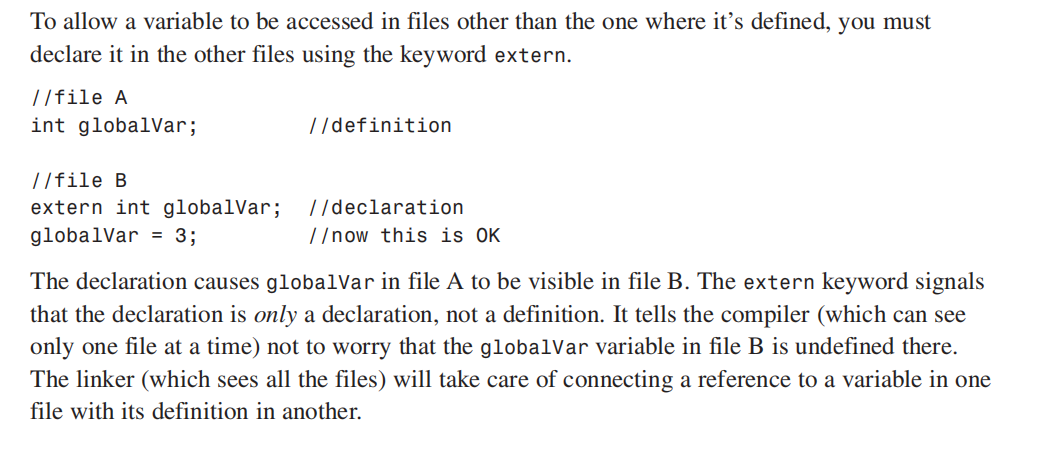 To allow a variable to be accessed in files other than the one where it’s defined, you must
declare it in the other files using the keyword extern.
//file A
int globalVar;          //definition
//file B
extern int globalVar;  //declaration
globalVar = 3;          //now this is OK
The declaration causes globalVar in file A to be visible in file B. The extern keyword signals
that the declaration is only a declaration, not a definition. It tells the compiler (which can see
only one file at a time) not to worry that the globalVar variable in file B is undefined there.
The linker (which sees all the files) will take care of connecting a reference to a variable in one
file with its definition in another.